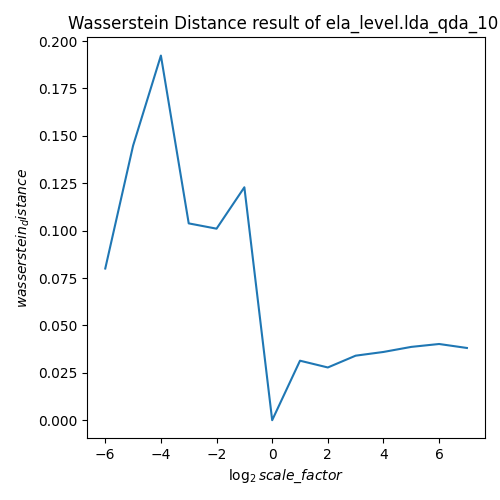 Wasserstein Distance result of ela_level.lda_qda_10
0.200
0.175
0.150
0.125
0.100
0.075
0.050
0.025
0.000
wasserstein_distance
−6 −4 −2 0 2 4 6
log₂ scale_factor